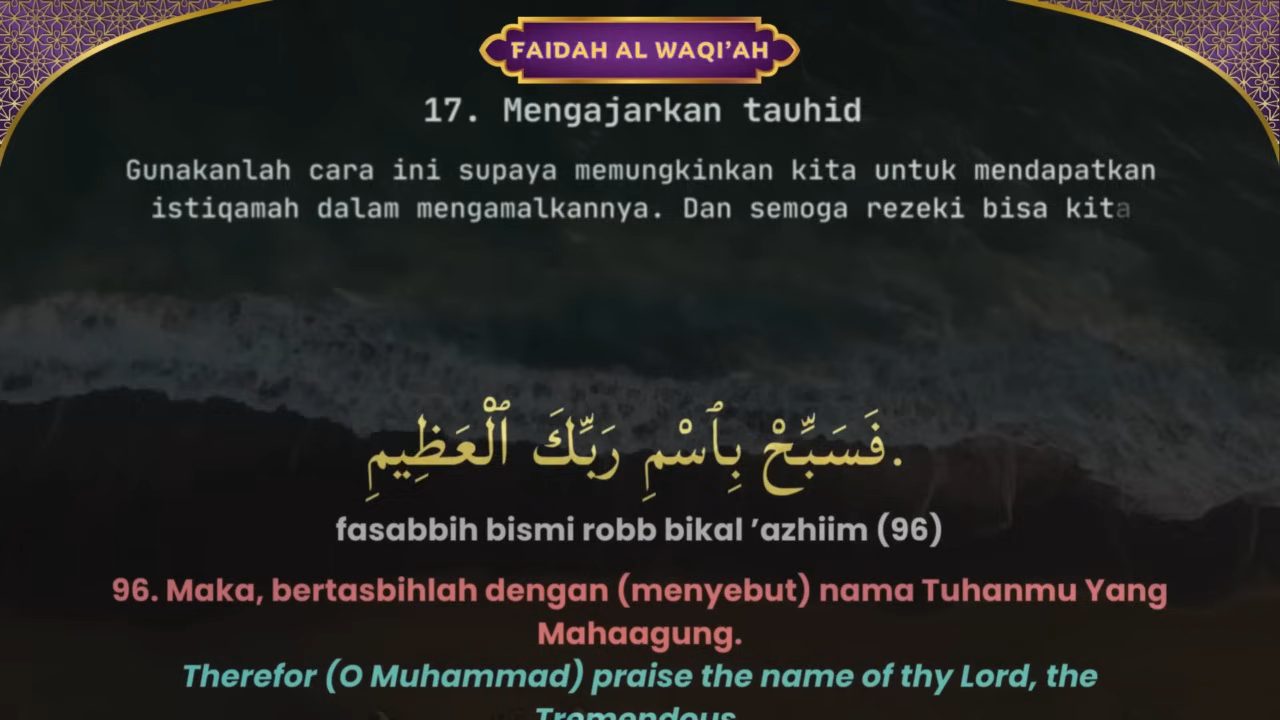 FAIDAH AL WAQI’AH
17. Mengajarkan tauhid
Gunakanlah cara ini supaya memungkinkan kita untuk mendapatkan
istiqamah dalam mengamalkannya. Dan semoga rezeki bisa kita
فَسَبِّحْ بِٱسْمِ رَبِّكَ ٱلْعَظِيمِ.
fasabbih bismi robb bikal ’azhiim (96)
96. Maka, bertasbihlah dengan (menyebut) nama Tuhanmu Yang
Mahaagung.
Therefor (O Muhammad) praise the name of thy Lord, the
Tremendous.